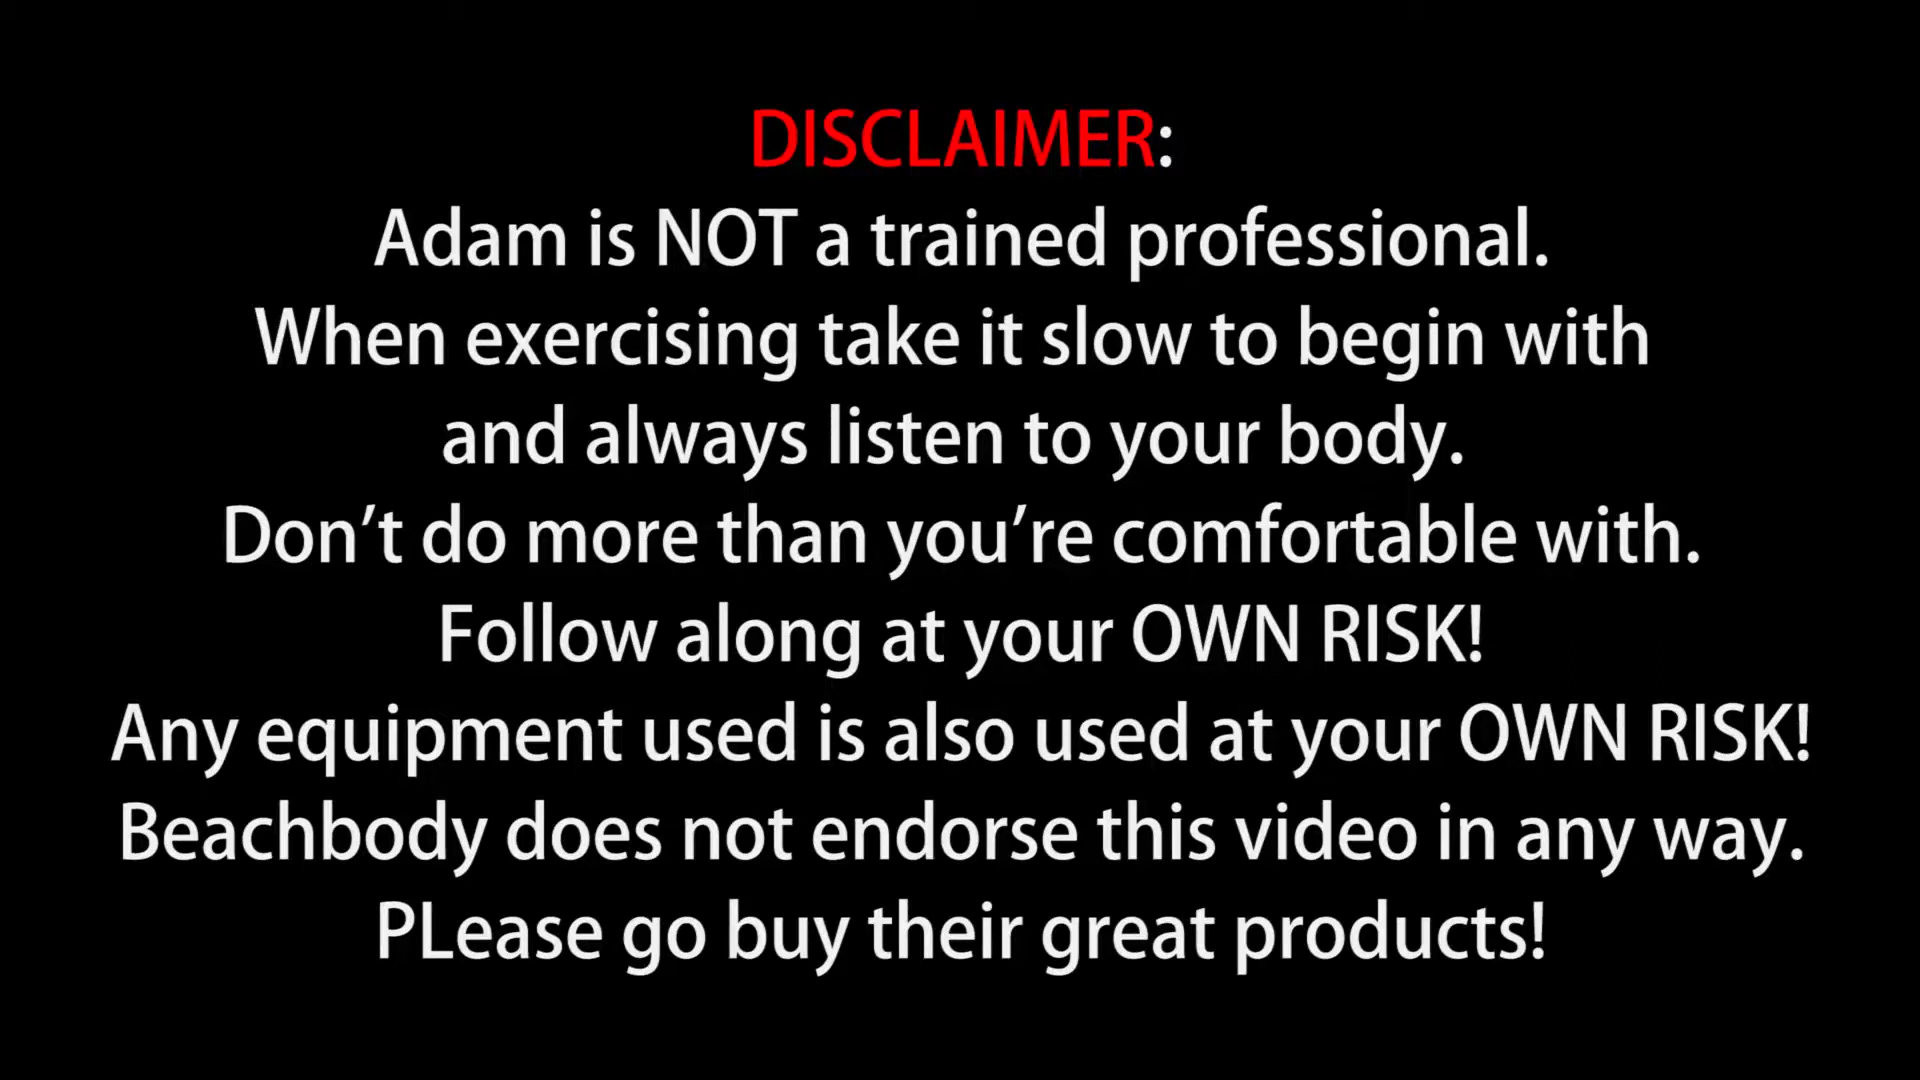 DISCLAIMER:
Adam is NOT a trained professional.
When exercising take it slow to begin with
and always listen to your body.
Don’t do more than you’re comfortable with.
Follow along at your OWN RISK!
Any equipment used is also used at your OWN RISK!
Beachbody does not endorse this video in any way.
PLease go buy their great products!